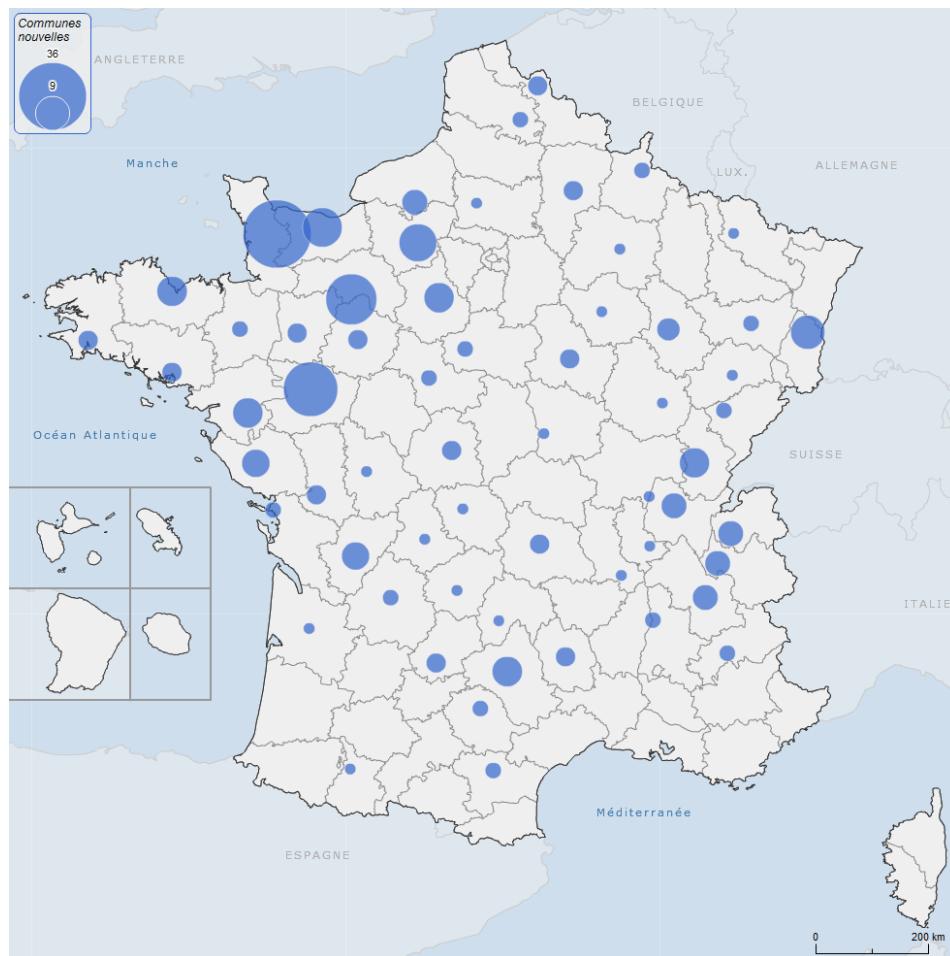 Communes
nouvelles
36
9
ANGLETERRE
BELGIQUE
Manche
LUX.
ALLEMAGNE
Océan Atlantique
SUISSE
ITALIE
Méditerranée
ESPAGNE
0 200 km